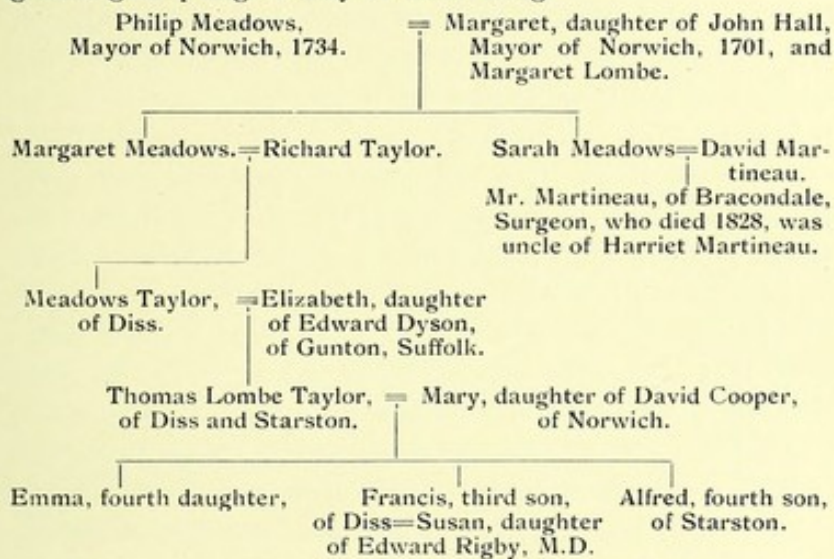 Philip Meadows, = Margaret, daughter of John Hall,
Mayor of Norwich, 1734. Mayor of Norwich, 1701, and
Margaret Lombe.
Margaret Meadows.=Richard Taylor. Sarah Meadows=David Mar-
tineau.
Mr. Martineau, of Bracondale,
Surgeon, who died 1828, was
uncle of Harriet Martineau.
Meadows Taylor, =Elizabeth, daughter
of Diss. of Edward Dyson,
of Gunton, Suffolk.
Thomas Lombe Taylor, = Mary, daughter of David Cooper,
of Diss and Starston. of Norwich.
Emma, fourth daughter, Francis, third son, Alfred, fourth son,
of Diss=Susan, daughter of Starston.
of Edward Rigby, M.D.